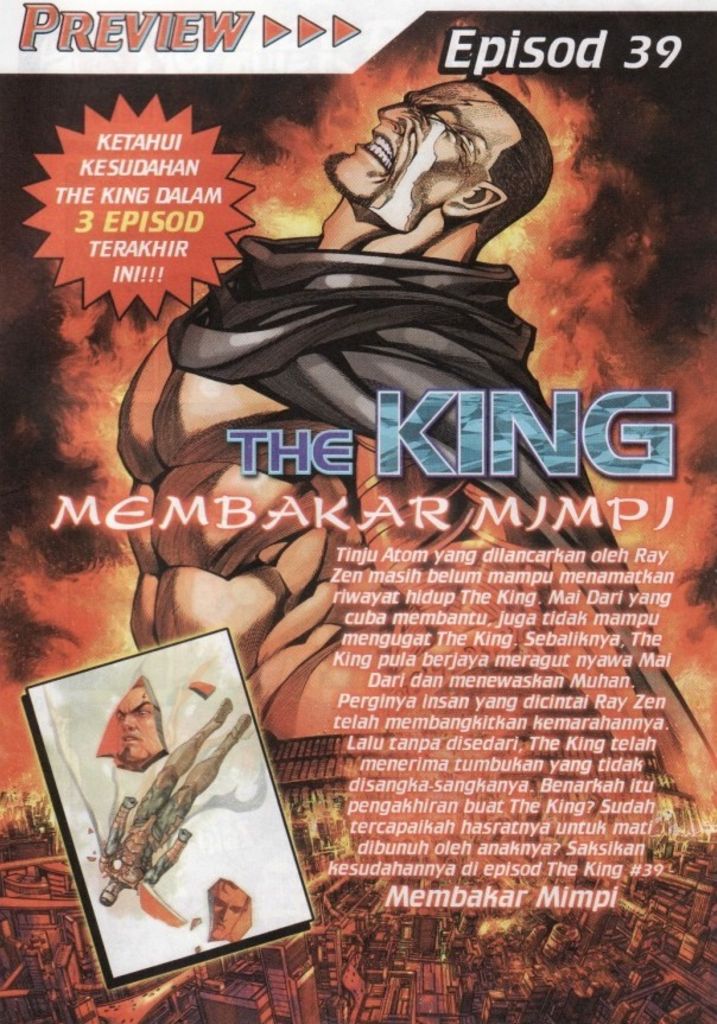 PREVIEW
Episod 39
KETAHUI
KESUDAHAN
THE KING DALAM
3 EPISOD
TERAKHIR
INI!!!
THE KING
MEMBAKAR MIMPI
Tinju Atom yang dilancarkan oleh Ray
Zen masih belum mampu menamatkan
riwayat hidup The King. Mai Dari yang
cuba membantu, juga tidak mampu
mengugat The King. Sebaliknya, The
King pula berjaya meragut nyawa Mai
Dari dan menewaskan Muhan.
Perginya insan yang dicintai Ray Zen
telah membangkitkan kemarahannya.
Lalu tanpa disedari, The King telah
menerima tumbukan yang tidak
disangka-sangkanya. Benarkah itu
pengakhiran buat The King? Sudah
tercapaikah hasratnya untuk mati
dibunuh oleh anaknya? Saksikan
kesudahannya di episod The King #39 -
Membakar Mimpi